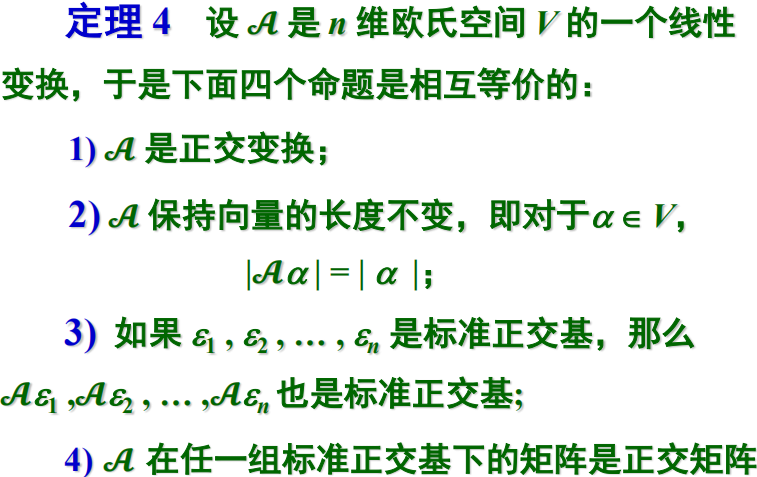 定理 4 设 𝒜 是 n 维欧氏空间 V 的一个线性
变换，于是下面四个命题是相互等价的：
1) 𝒜 是正交变换；
2) 𝒜 保持向量的长度不变，即对于α ∈ V，
|𝒜α| = | α |；
3) 如果 ε₁ , ε₂ , … , εₙ 是标准正交基，那么
𝒜ε₁ ,𝒜ε₂ , … ,𝒜εₙ 也是标准正交基;
4) 𝒜 在任一组标准正交基下的矩阵是正交矩阵